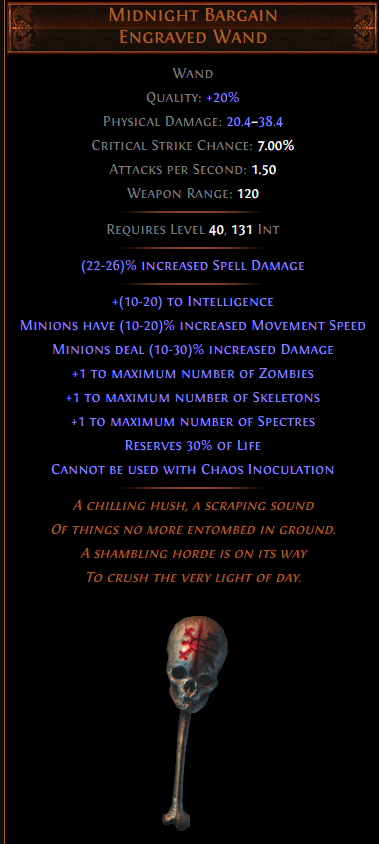 Midnight Bargain
Engraved Wand
Wand
Quality: +20%
Physical Damage: 20.4–38.4
Critical Strike Chance: 7.00%
Attacks per Second: 1.50
Weapon Range: 120
Requires Level 40, 131 Int
(22-26)% increased Spell Damage
+(10-20) to Intelligence
Minions have (10-20)% increased Movement Speed
Minions deal (10-30)% increased Damage
+1 to maximum number of Zombies
+1 to maximum number of Skeletons
+1 to maximum number of Spectres
Reserves 30% of Life
Cannot be used with Chaos Inoculation
A chilling hush, a scraping sound
Of things no more entombed in ground.
A shambling horde is on its way
To crush the very light of day.